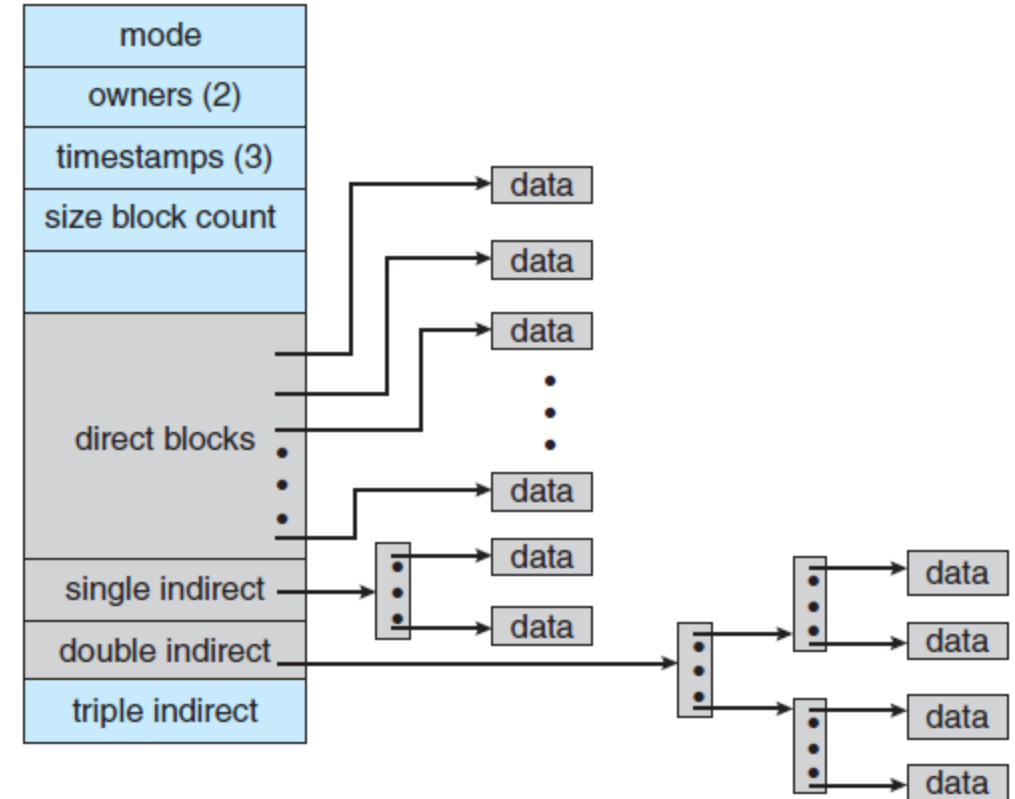 mode
owners (2)
timestamps (3)
size block count
direct blocks
single indirect
double indirect
triple indirect
data
data
data
data
data
data
data
data
data
data